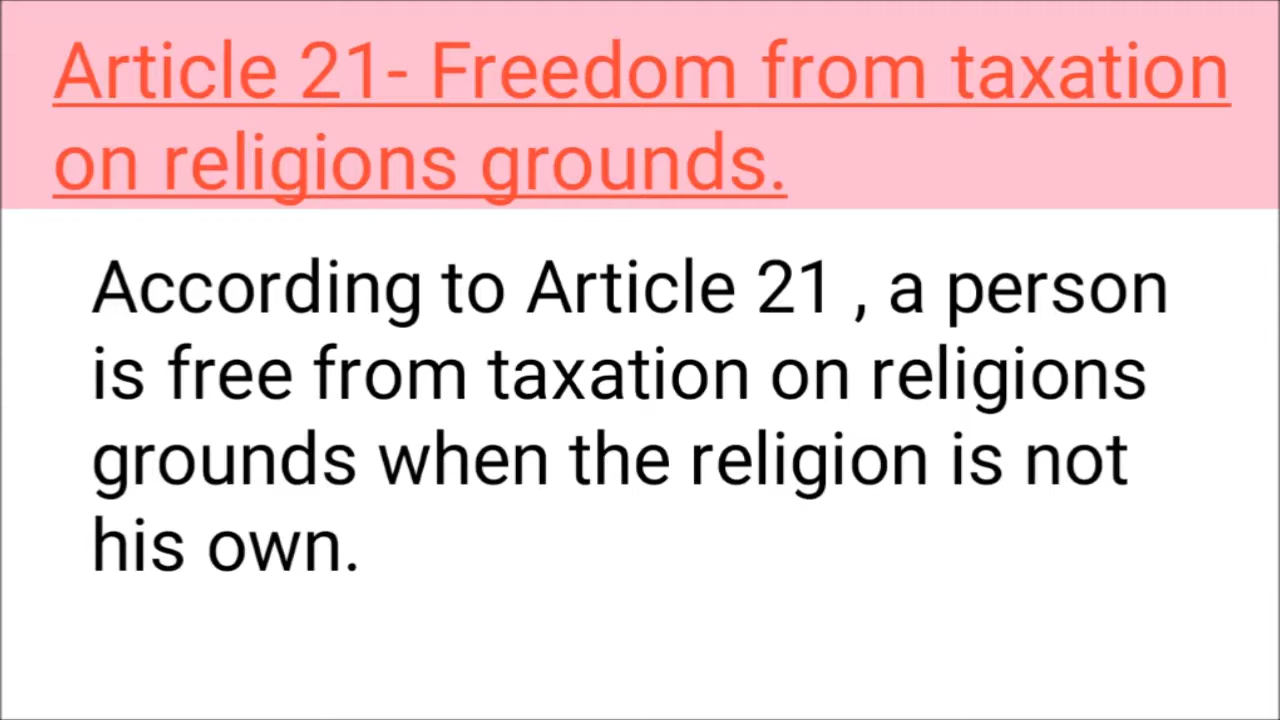 Article 21- Freedom from taxation
on religions grounds.
According to Article 21 , a person
is free from taxation on religions
grounds when the religion is not
his own.